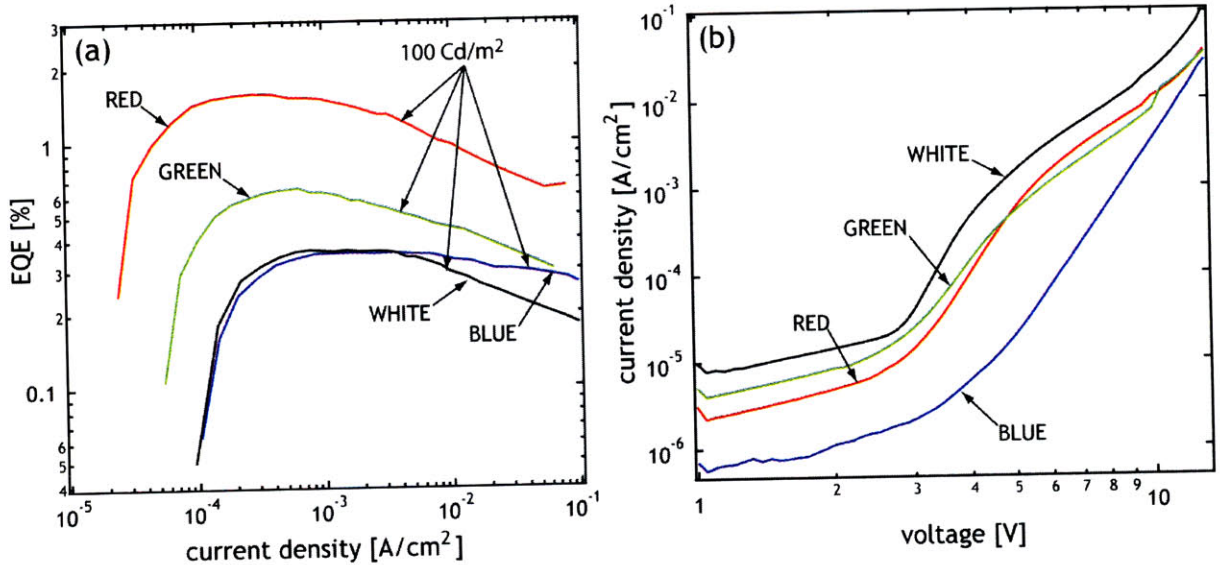 (a)
100 Cd/m²
RED
GREEN
WHITE
BLUE
EQE [%]
3
2
1
6
5
4
3
2
0.1
6
5
4
10⁻⁵
10⁻⁴
10⁻³
10⁻²
10⁻¹
current density [A/cm²]
(b)
WHITE
GREEN
RED
BLUE
current density [A/cm²]
10⁻¹
10⁻²
10⁻³
10⁻⁴
10⁻⁵
10⁻⁶
1
2
3
4
5
6
7
8
9
10
voltage [V]